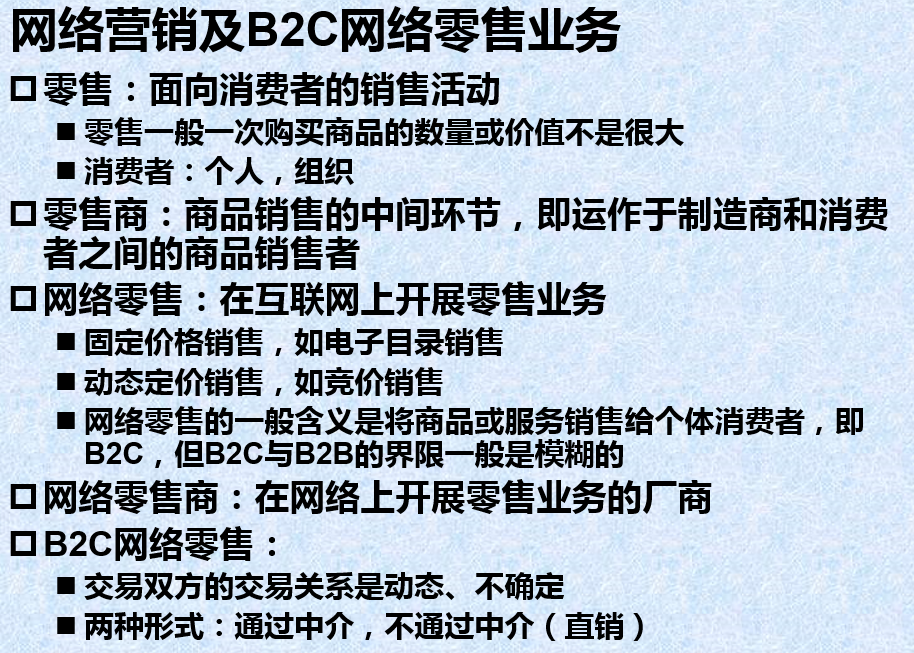 网络营销及B2C网络零售业务
零售：面向消费者的销售活动
零售一般一次购买商品的数量或价值不是很大
消费者：个人，组织
零售商：商品销售的中间环节，即运作于制造商和消费
者之间的商品销售者
网络零售：在互联网上开展零售业务
固定价格销售，如电子目录销售
动态定价销售，如竞价销售
网络零售的一般含义是将商品或服务销售给个体消费者，即
B2C，但B2C与B2B的界限一般是模糊的
网络零售商：在网络上开展零售业务的厂商
B2C网络零售：
交易双方的交易关系是动态、不确定
两种形式：通过中介，不通过中介（直销）